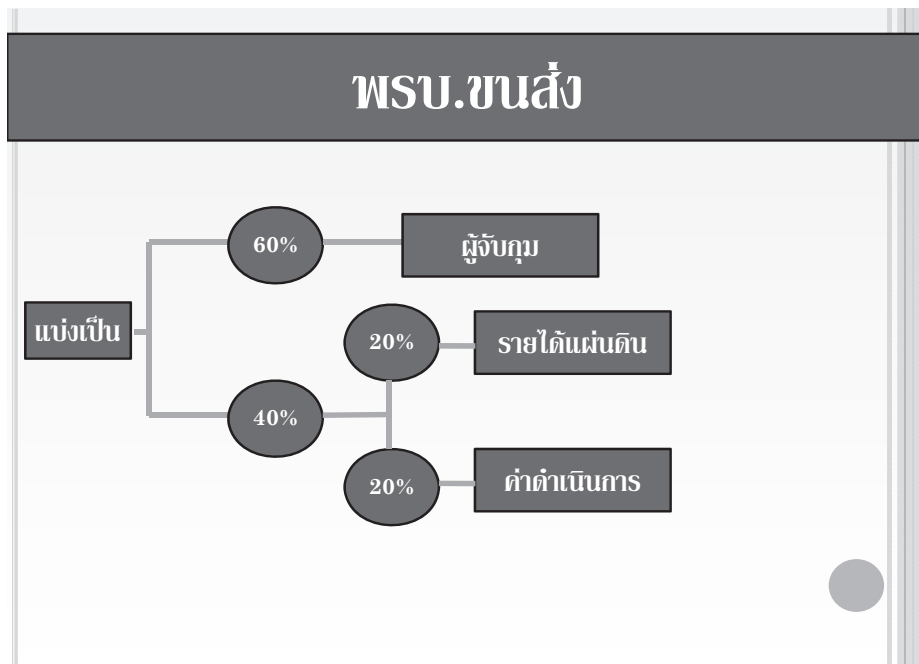 พรบ.ขนส่ง
60%
ผู้จับกุม
แบ่งเป็น
20%
รายได้แผ่นดิน
40%
20%
ค่าดำเนินการ